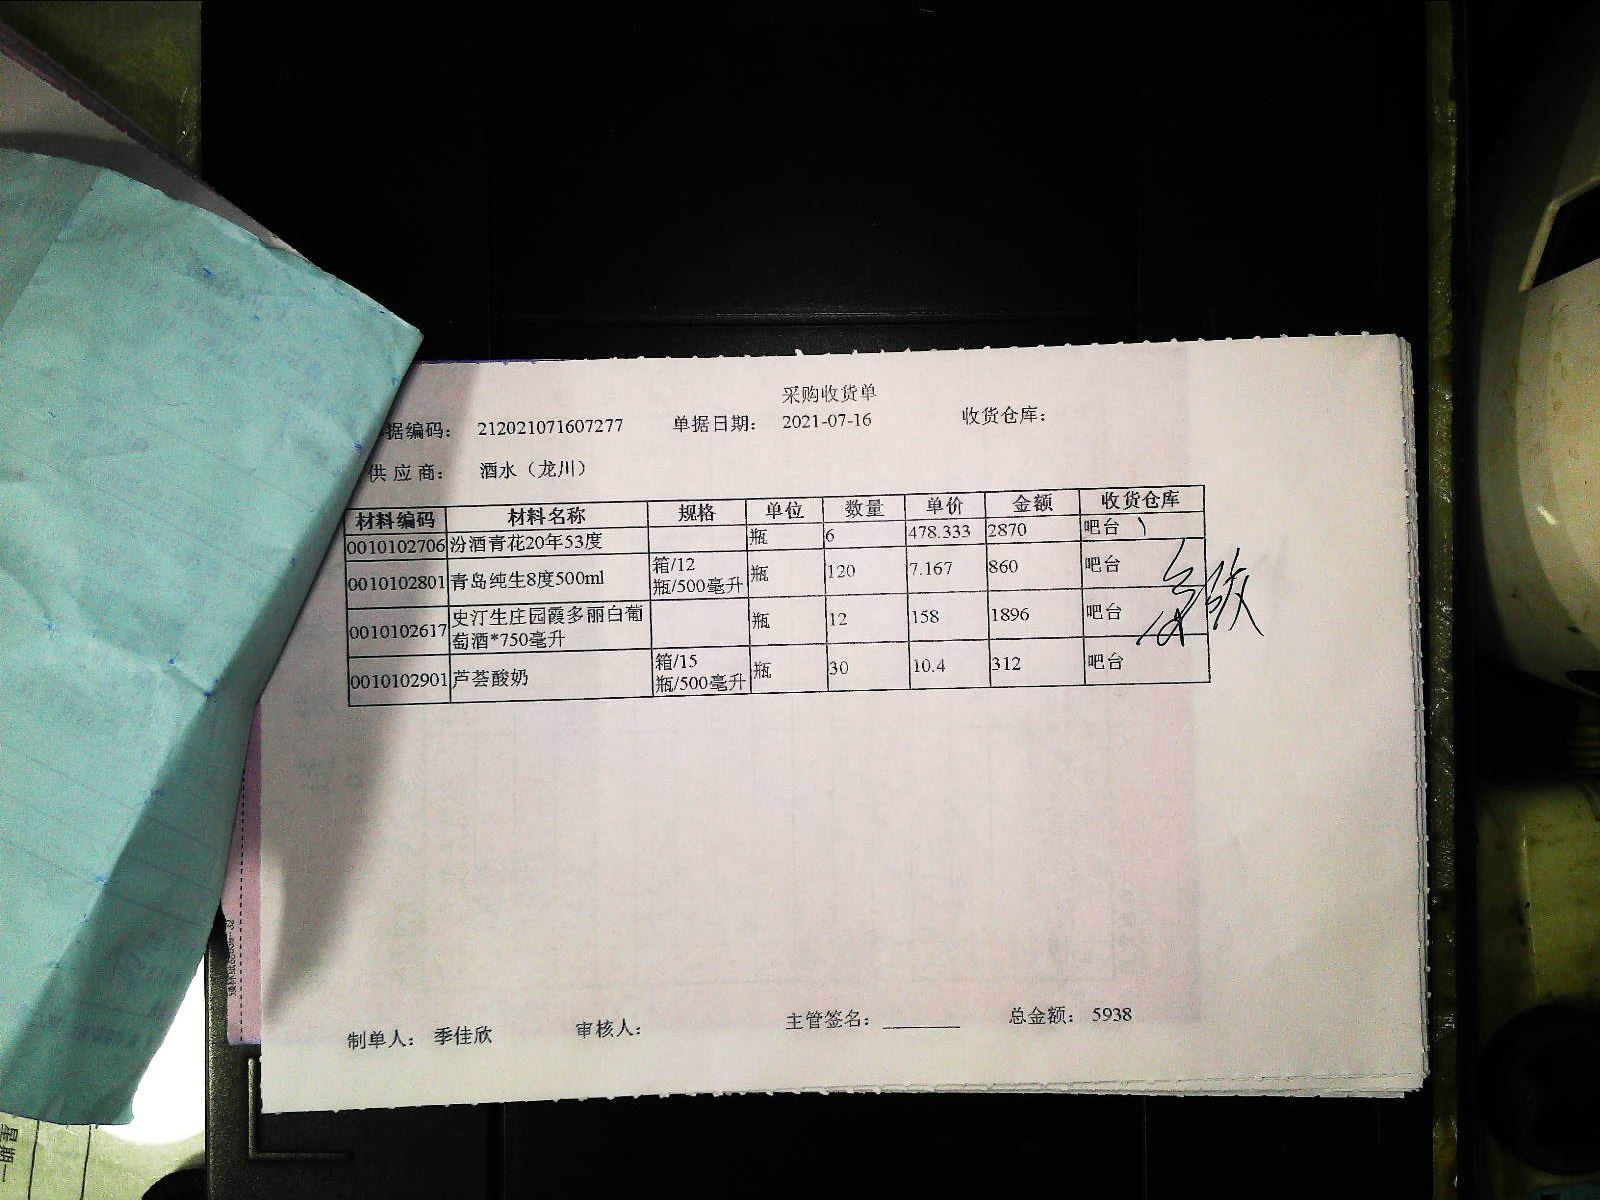 采购收货单
据编码： 212021071607277 单据日期： 2021-07-16 收货仓库：
供应商： 酒水（龙川）
材料编码 材料名称 规格 单位 数量 单价 金额 收货仓库
0010102706 汾酒青花20年53度 瓶 6 478.333 2870 吧台
0010102801 青岛纯生8度500ml 箱/12瓶/500毫升 瓶 120 7.167 860 吧台
0010102617 史汀生庄园霞多丽白葡萄酒*750毫升 瓶 12 158 1896 吧台
0010102901 芦荟酸奶 箱/15瓶/500毫升 瓶 30 10.4 312 吧台
制单人： 季佳欣 审核人： 主管签名： 总金额： 5938
星期一